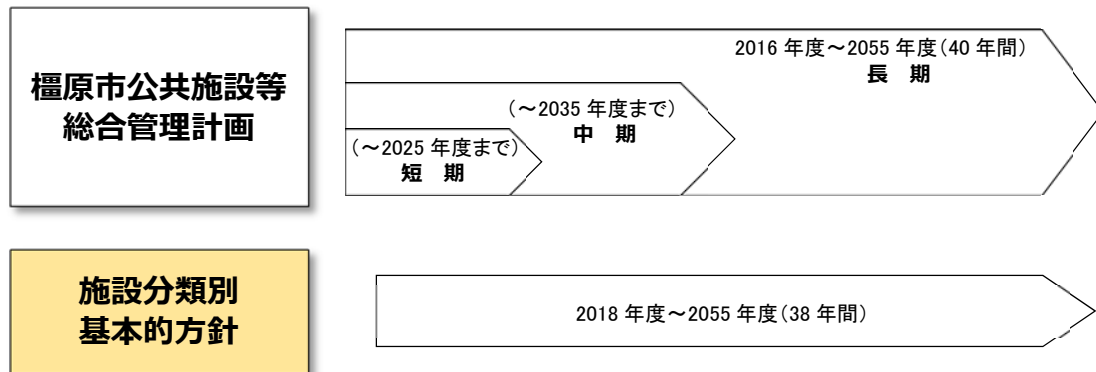 橿原市公共施設等
総合管理計画
2016 年度～2055 年度（40 年間）
長　期
（～2035 年度まで）
中　期
（～2025 年度まで）
短　期
施設分類別
基本的方針
2018 年度～2055 年度（38 年間）